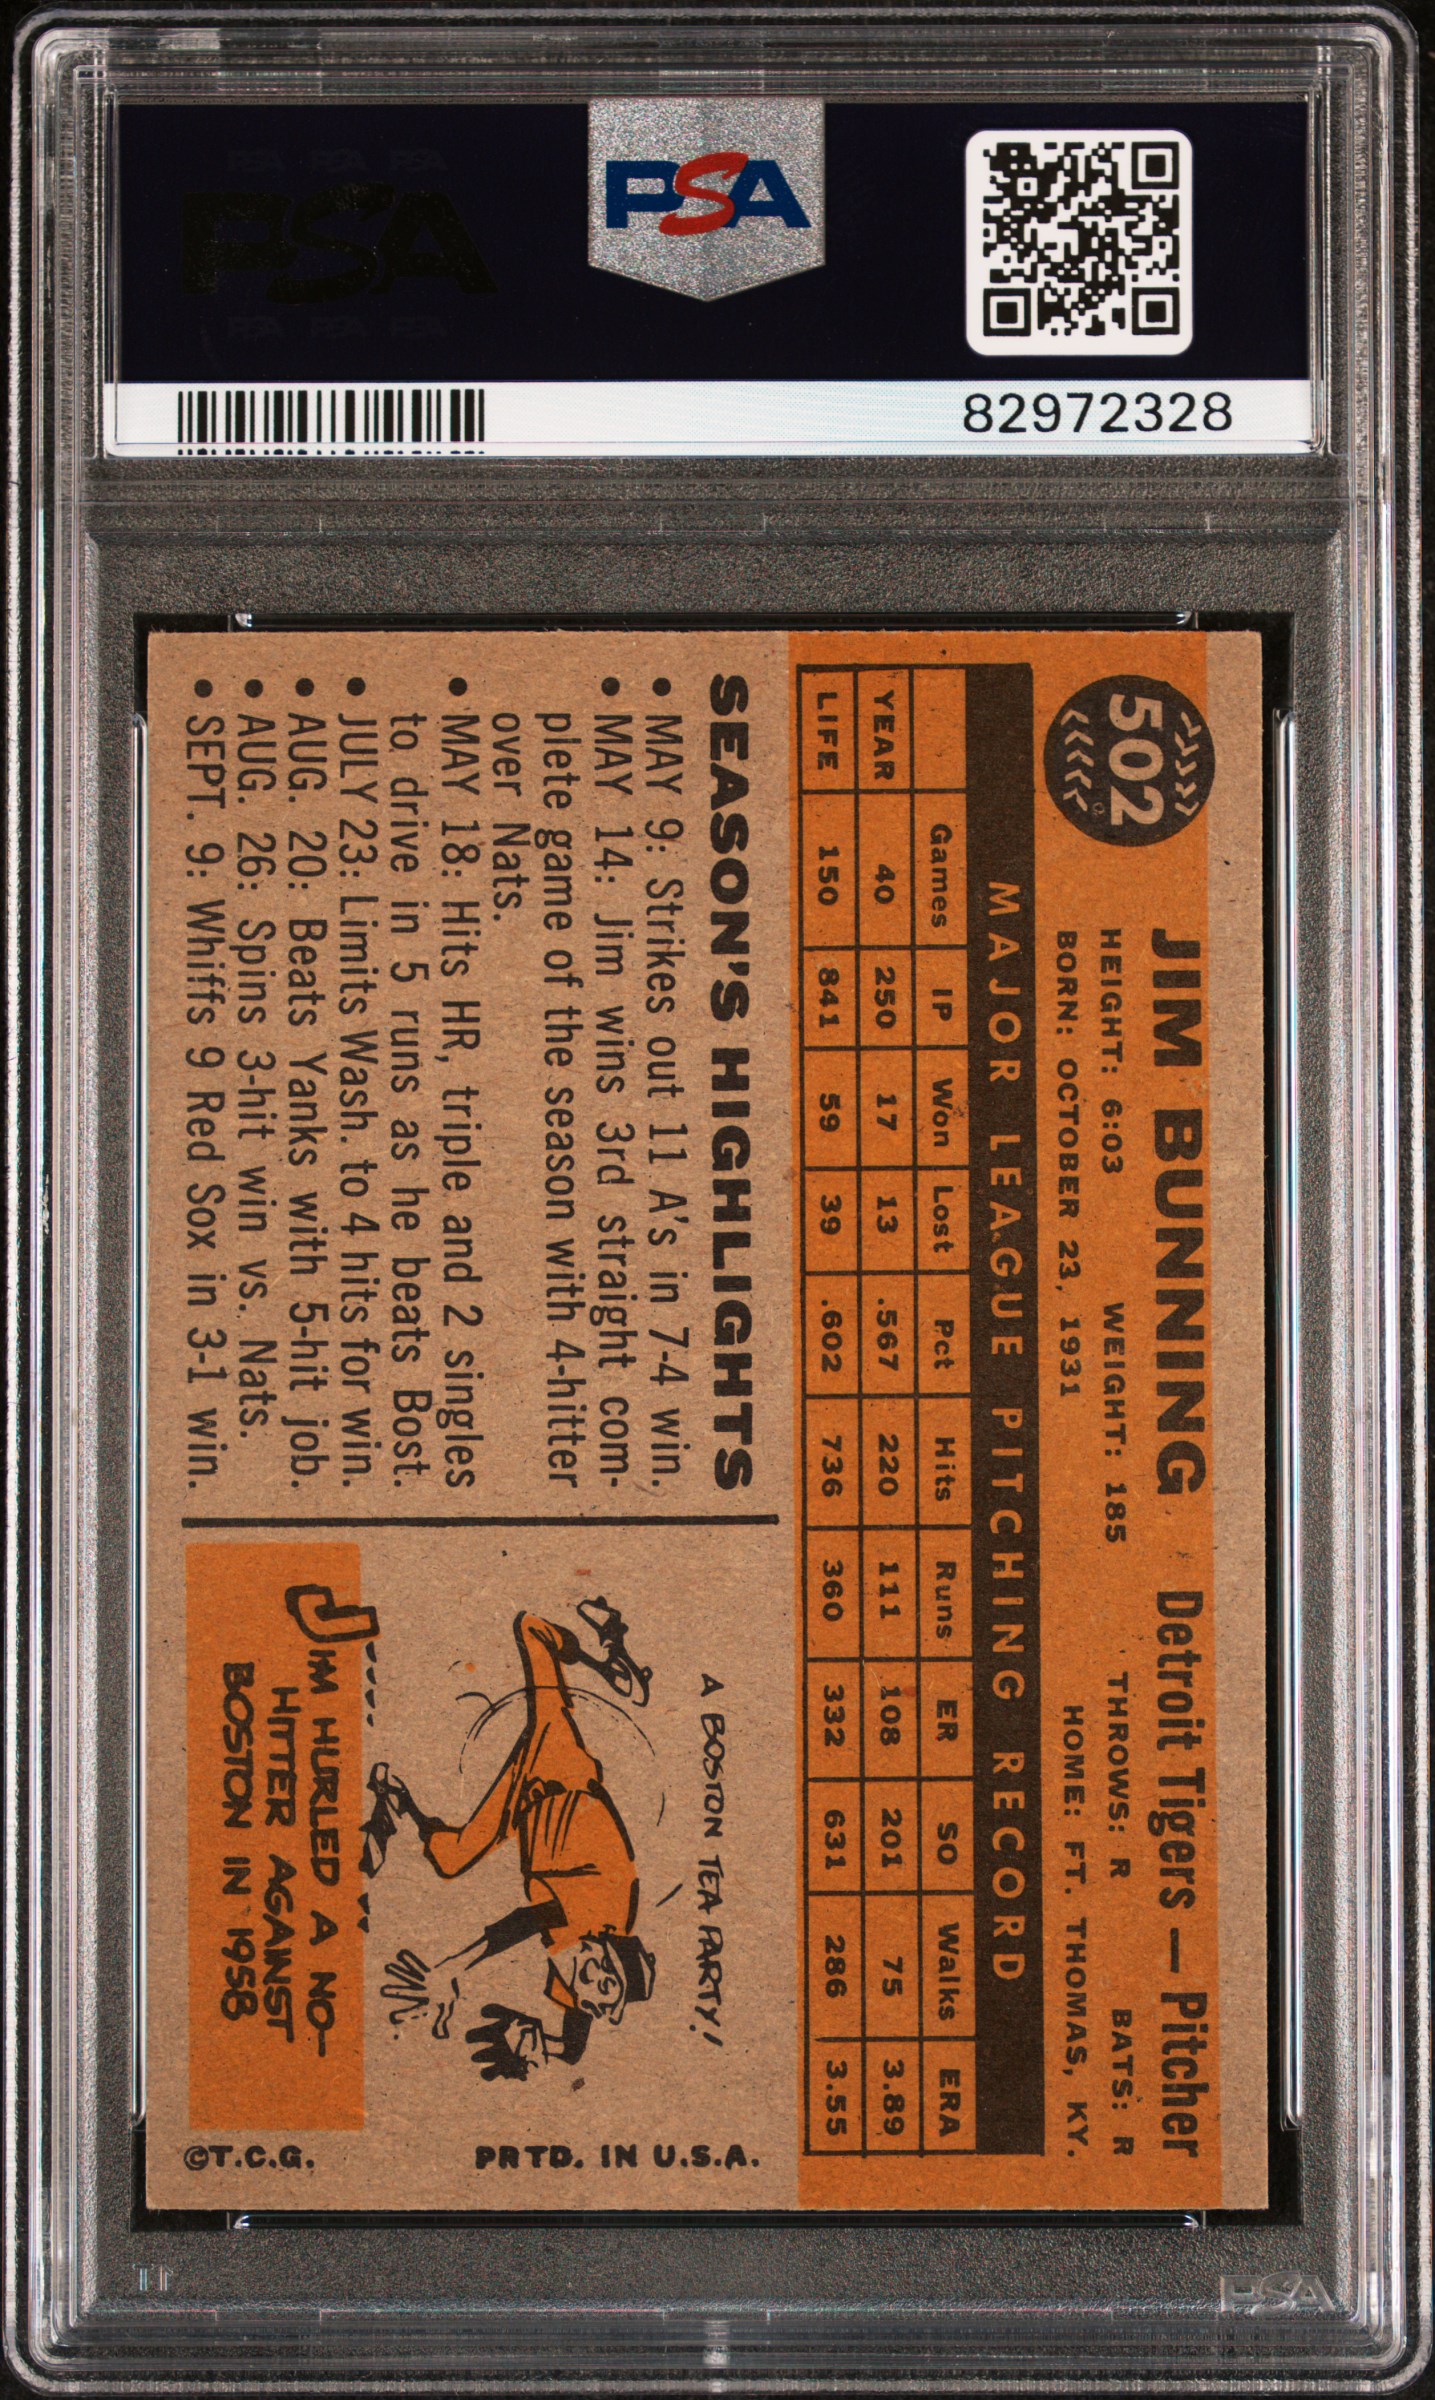 PSA PSA PSA
PSA
PSA PSA PSA
PSA
82972328
502
JIM BUNNING Detroit Tigers — Pitcher
HEIGHT: 6:03 WEIGHT: 185 THROWS: R BATS: R
BORN: OCTOBER 23, 1931 HOME: FT. THOMAS, KY.
MAJOR LEAGUE PITCHING RECORD
Games IP Won Lost Pct Hits Runs ER SO Walks ERA
YEAR 40 250 17 13 .567 220 111 108 201 75 3.89
LIFE 150 841 59 39 .602 736 360 332 631 286 3.55
SEASON'S HIGHLIGHTS
• MAY 9: Strikes out 11 A's in 7-4 win.
• MAY 14: Jim wins 3rd straight com-
plete game of the season with 4-hitter
over Nats.
• MAY 18: Hits HR, triple and 2 singles
to drive in 5 runs as he beats Bost.
• JULY 23: Limits Wash. to 4 hits for win.
• AUG. 20: Beats Yanks with 5-hit job.
• AUG. 26: Spins 3-hit win vs. Nats.
• SEPT. 9: Whiffs 9 Red Sox in 3-1 win.
A BOSTON TEA PARTY!
JIM HURLED A NO-
HITTER AGAINST
BOSTON IN 1958
PRTD. IN U.S.A.
©T.C.G.
PSA